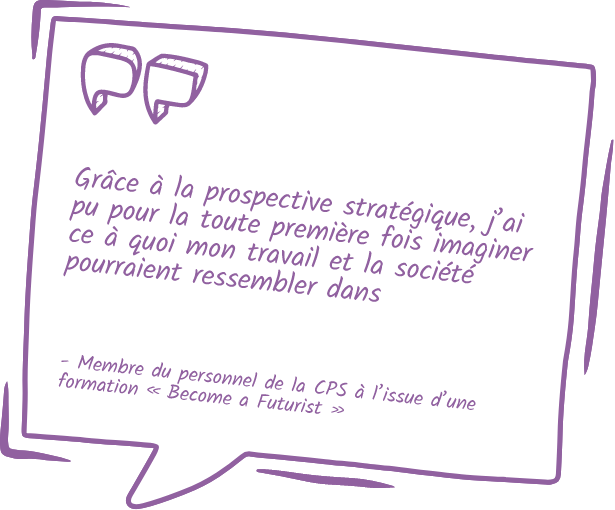 Grâce à la prospective stratégique, j'ai
pu pour la toute première fois imaginer
ce à quoi mon travail et la société
pourraient ressembler dans
- Membre du personnel de la CPS à l'issue d'une
formation « Become a Futurist »